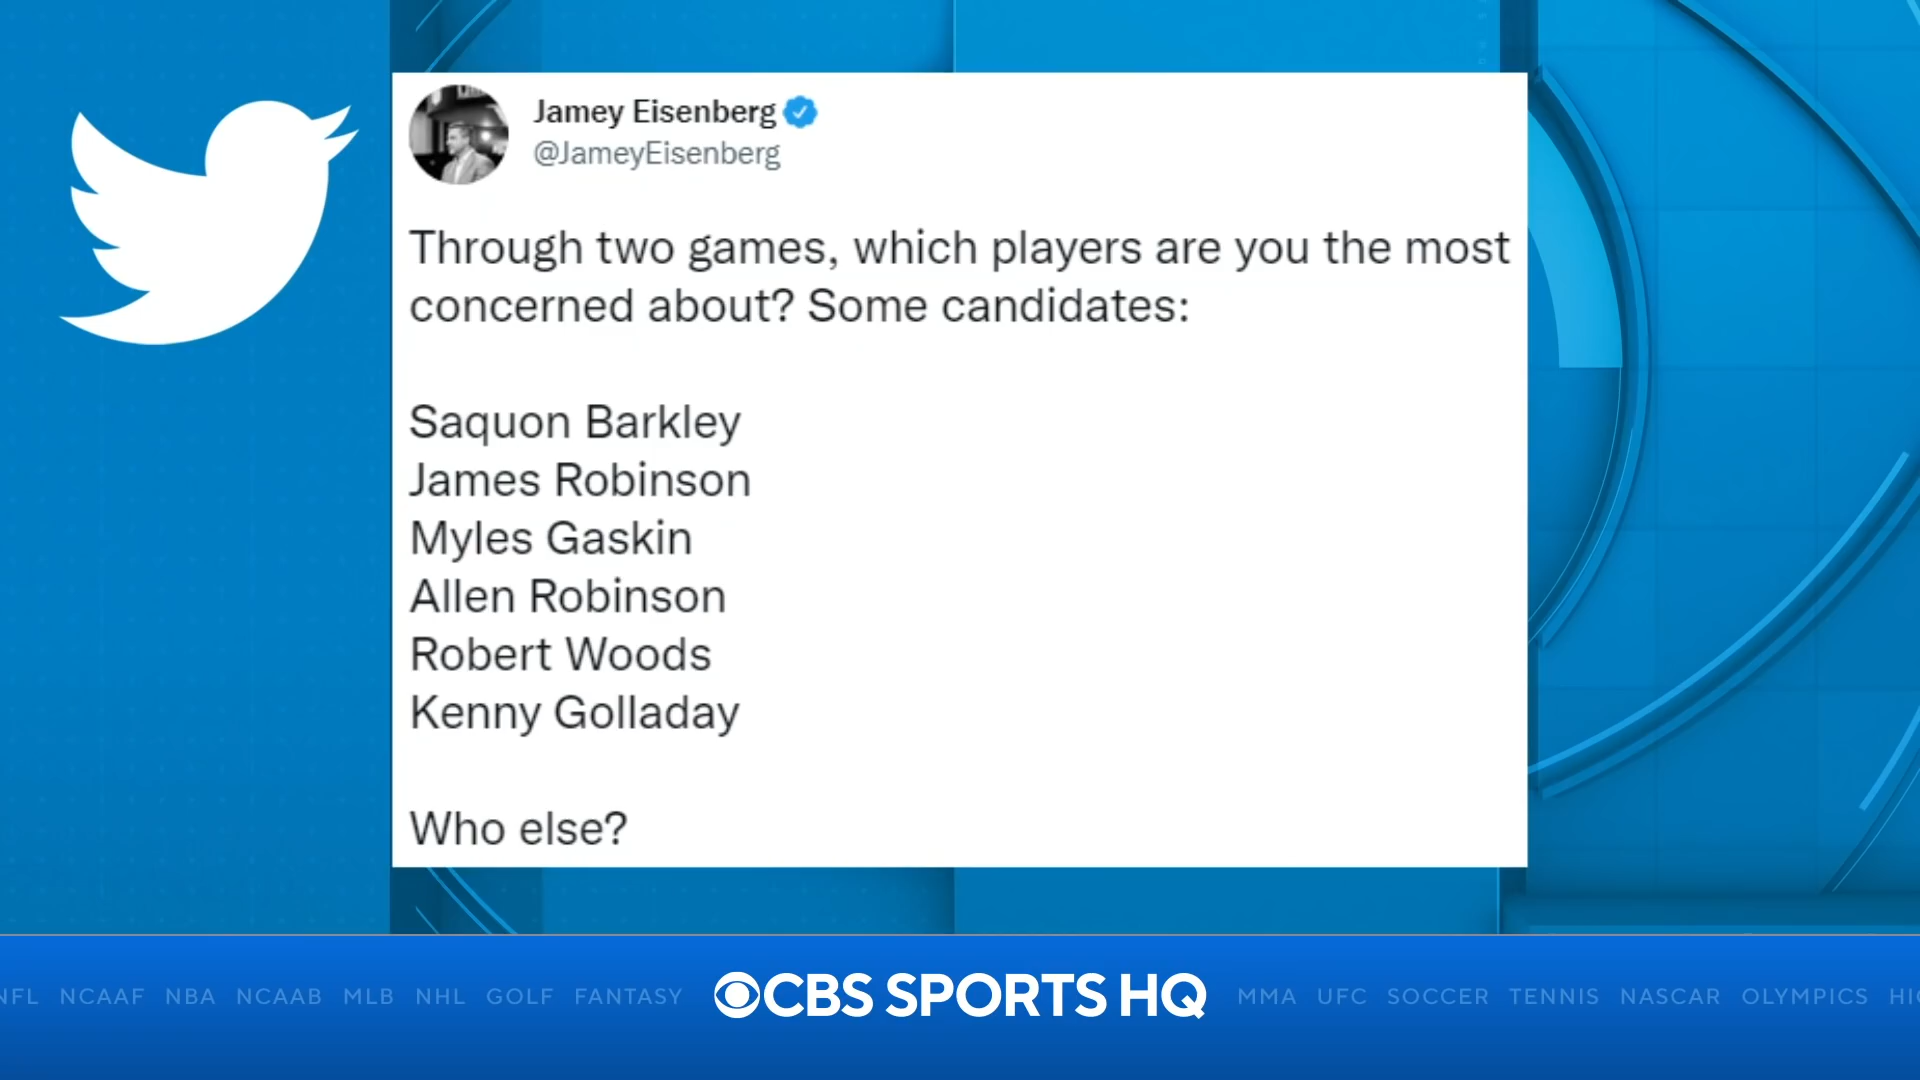 Jamey Eisenberg
@JameyEisenberg
Through two games, which players are you the most
concerned about? Some candidates:
Saquon Barkley
James Robinson
Myles Gaskin
Allen Robinson
Robert Woods
Kenny Golladay
Who else?
NFL NCAAF NBA NCAAB MLB NHL GOLF FANTASY CBS SPORTS HQ MMA UFC SOCCER TENNIS NASCAR OLYMPICS